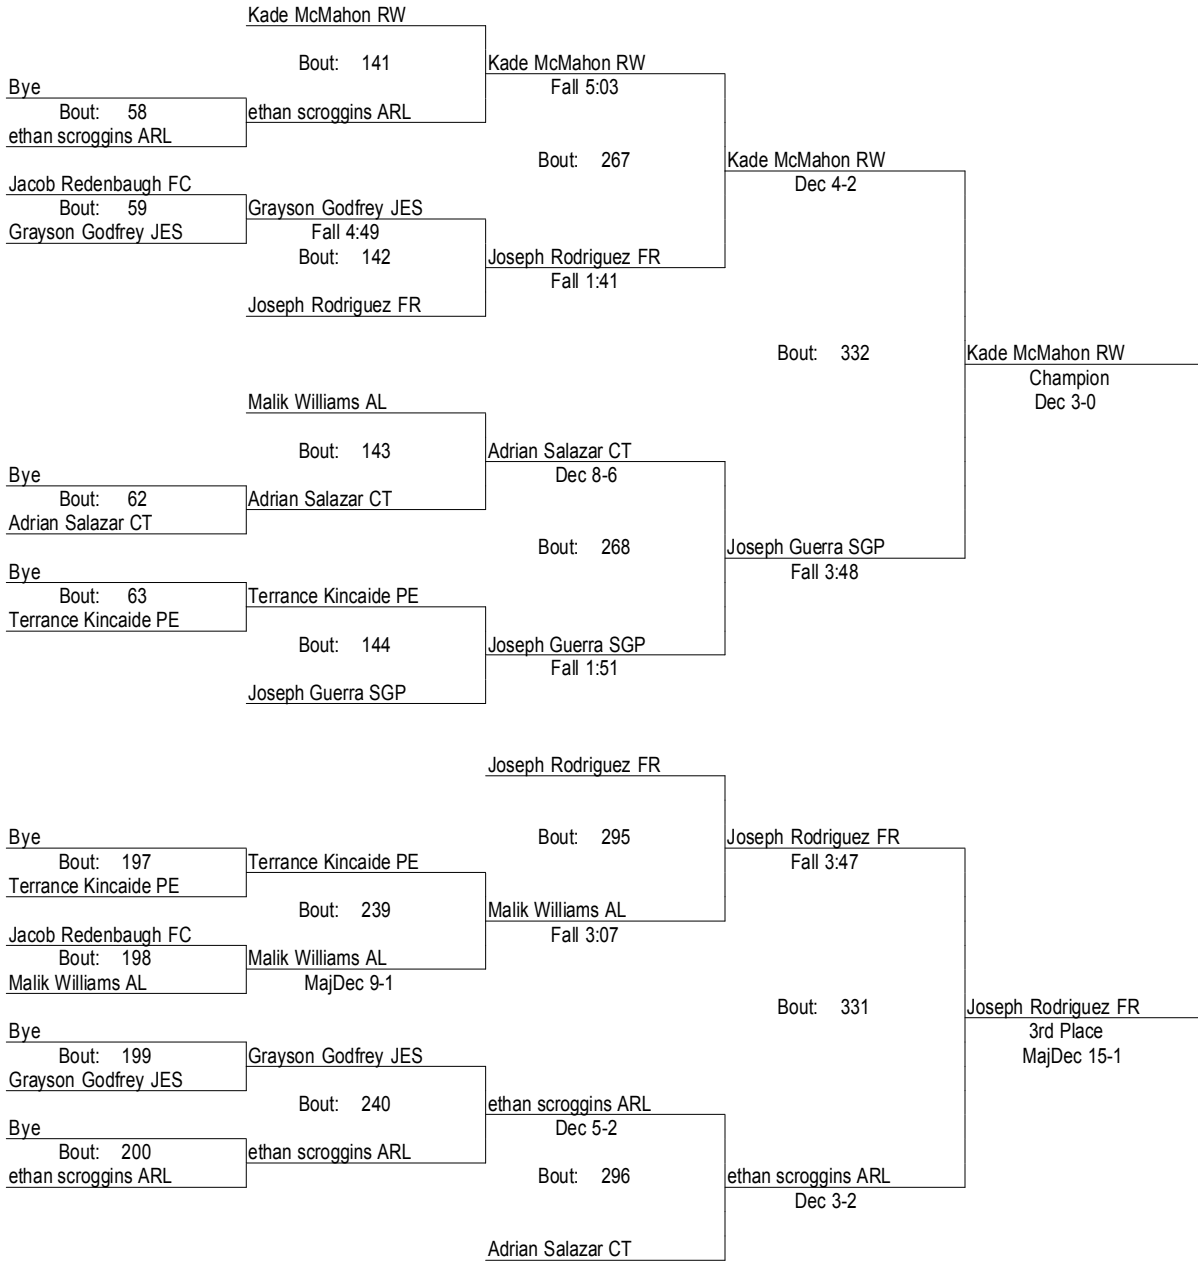 Kade McMahon RW
Bout: 141
Kade McMahon RW
Bye
Fall 5:03
Bout: 58
ethan scroggins ARL
ethan scroggins ARL
Bout: 267
Kade McMahon RW
Jacob Redenbaugh FC
Dec 4-2
Bout: 59
Grayson Godfrey JES
Grayson Godfrey JES
Fall 4:49
Bout: 142
Joseph Rodriguez FR
Fall 1:41
Joseph Rodriguez FR
Bout: 332
Kade McMahon RW
Champion
Malik Williams AL
Dec 3-0
Bout: 143
Adrian Salazar CT
Bye
Dec 8-6
Bout: 62
Adrian Salazar CT
Adrian Salazar CT
Bout: 268
Joseph Guerra SGP
Bye
Fall 3:48
Bout: 63
Terrance Kincaide PE
Terrance Kincaide PE
Bout: 144
Joseph Guerra SGP
Fall 1:51
Joseph Guerra SGP
Joseph Rodriguez FR
Bye
Bout: 295
Joseph Rodriguez FR
Bout: 197
Terrance Kincaide PE
Fall 3:47
Terrance Kincaide PE
Bout: 239
Malik Williams AL
Jacob Redenbaugh FC
Fall 3:07
Bout: 198
Malik Williams AL
Malik Williams AL
MajDec 9-1
Bout: 331
Joseph Rodriguez FR
Bye
3rd Place
Bout: 199
Grayson Godfrey JES
MajDec 15-1
Grayson Godfrey JES
Bout: 240
ethan scroggins ARL
Bye
Dec 5-2
Bout: 200
ethan scroggins ARL
ethan scroggins ARL
Bout: 296
ethan scroggins ARL
Dec 3-2
Adrian Salazar CT